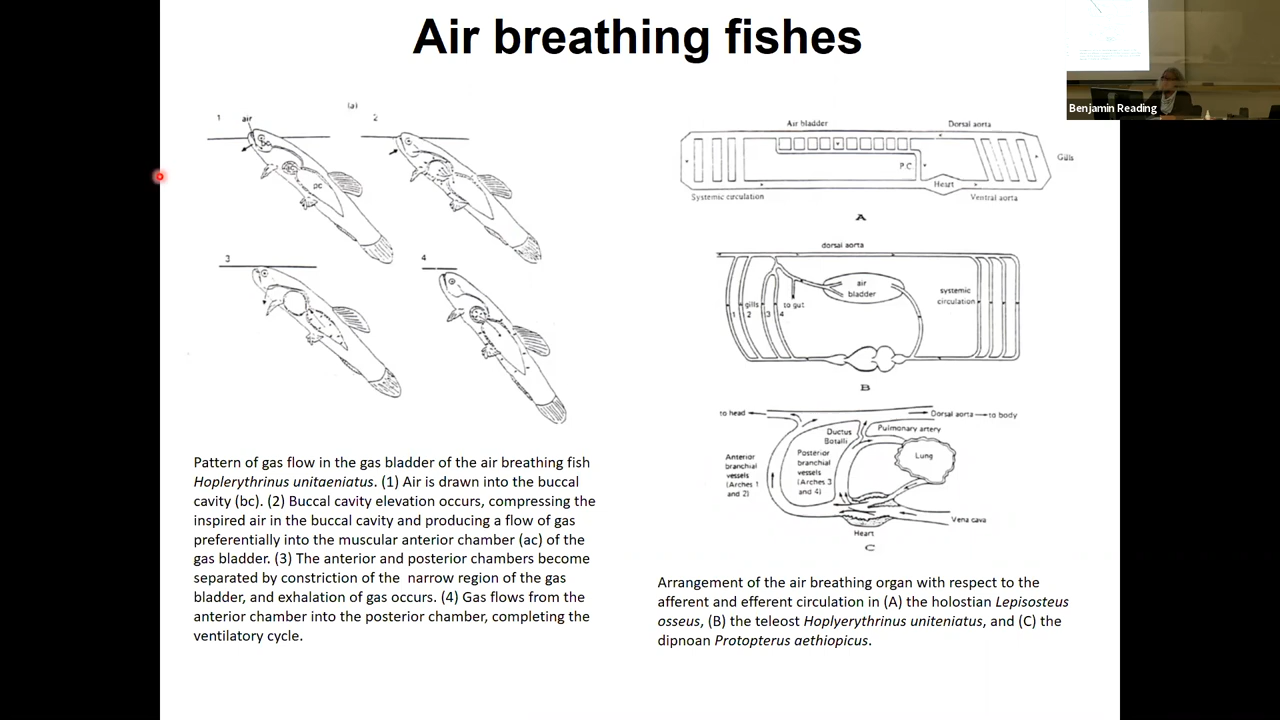 Air breathing fishes
Benjamin Reading
(a)
1
air
2
bc
pc
3
4
Pattern of gas flow in the gas bladder of the air breathing fish
Hoplerythrinus unitaeniatus. (1) Air is drawn into the buccal
cavity (bc). (2) Buccal cavity elevation occurs, compressing the
inspired air in the buccal cavity and producing a flow of gas
preferentially into the muscular anterior chamber (ac) of the
gas bladder. (3) The anterior and posterior chambers become
separated by constriction of the narrow region of the gas
bladder, and exhalation of gas occurs. (4) Gas flows from the
anterior chamber into the posterior chamber, completing the
ventilatory cycle.
Air bladder
Dorsal aorta
Gills
P.C.
Heart
Systemic circulation
Ventral aorta
A
dorsal aorta
air
bladder
systemic
circulation
gills
to gut
1 2 3 4
B
to head
Dorsal aorta
to body
Ductus
Botalli
Pulmonary artery
Anterior
branchial
vessels
(Arches 1
and 2)
Posterior
branchial
vessels
(Arches 3
and 4)
Lung
Vena cava
Heart
C
Arrangement of the air breathing organ with respect to the
afferent and efferent circulation in (A) the holostian Lepisosteus
osseus, (B) the teleost Hoplyerythrinus uniteniatus, and (C) the
dipnoan Protopterus aethiopicus.